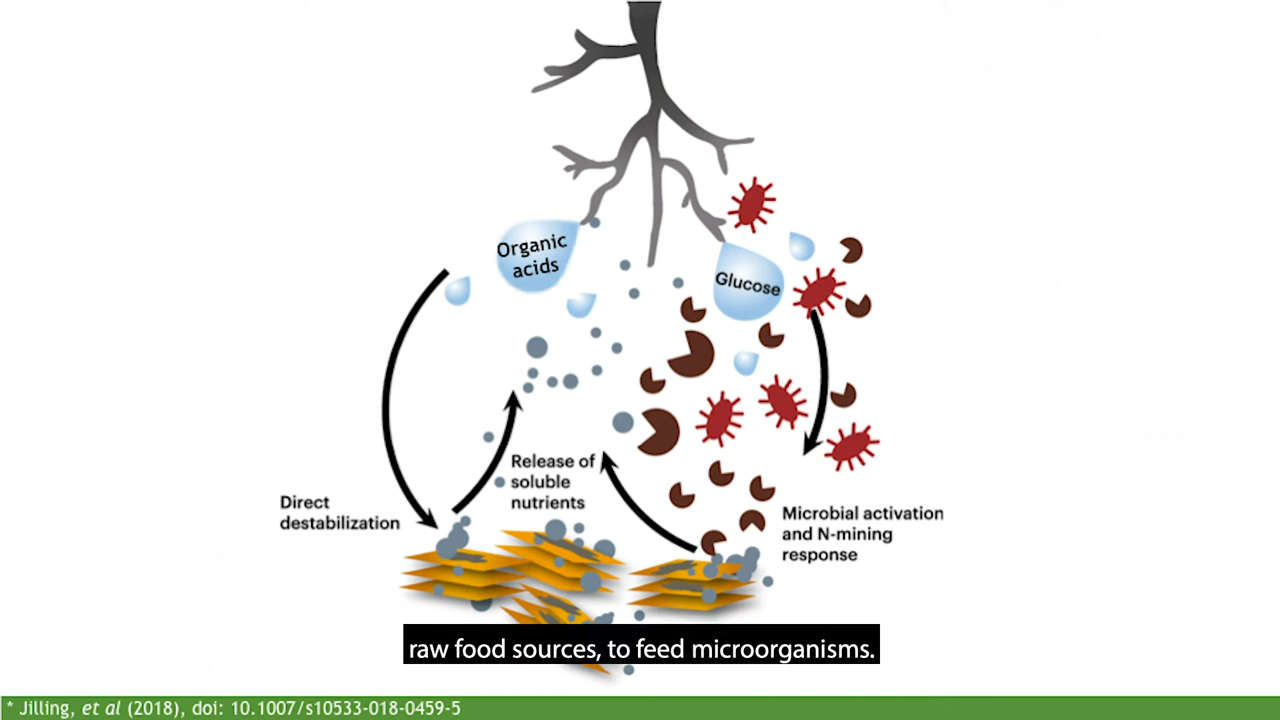 Organic
acids
Glucose
Release of
soluble
nutrients
Direct
destabilization
Microbial activation
and N-mining
response
raw food sources, to feed microorganisms.
* Jilling, et al (2018), doi: 10.1007/s10533-018-0459-5